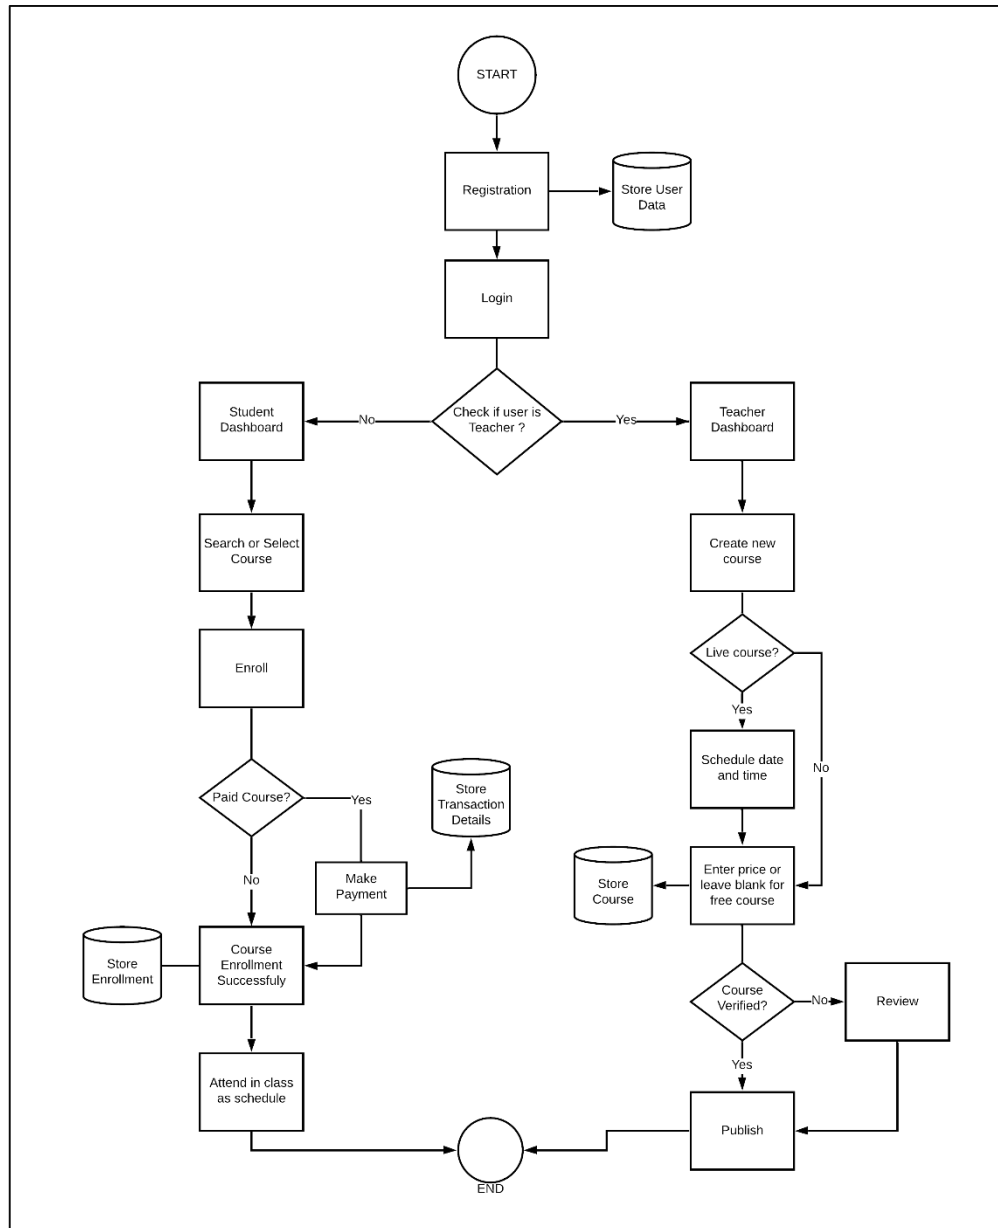 START
Registration
Store User
Data
Login
Student
Dashboard
No
Check if user is
Teacher ?
Yes
Teacher
Dashboard
Search or Select
Course
Create new
course
Enroll
Live course?
Yes
No
Schedule date
and time
Paid Course?
Yes
Store
Transaction
Details
No
Make
Payment
Store
Course
Enter price or
leave blank for
free course
Store
Enrollment
Course
Enrollment
Successfuly
Course
Verified?
No
Review
Yes
Attend in class
as schedule
Publish
END